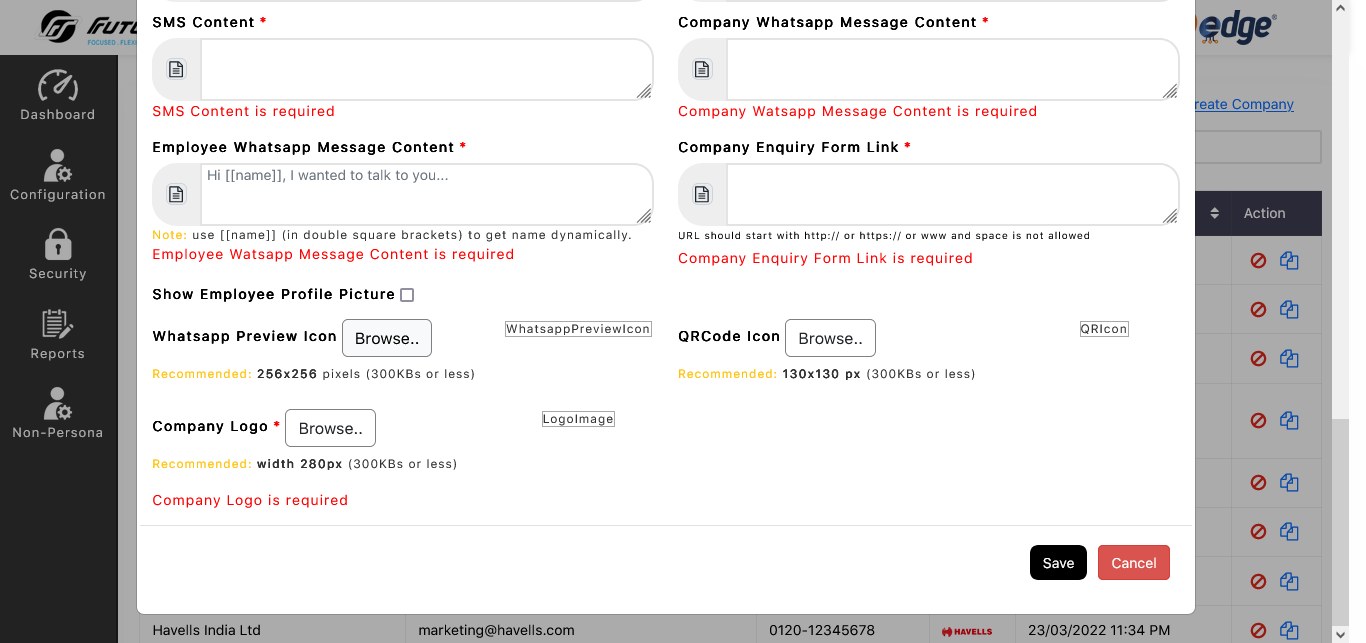 SMS Content *
Company Whatsapp Message Content *
FUTU
FOCUSED. FLEXI
edge
Dashboard
SMS Content is required
Company Watsapp Message Content is required
reate Company
Employee Whatsapp Message Content *
Company Enquiry Form Link *
Hi [[name]], I wanted to talk to you...
Configuration
Action
Note: use [[name]] (in double square brackets) to get name dynamically.
URL should start with http:// or https:// or www and space is not allowed
Employee Watsapp Message Content is required
Company Enquiry Form Link is required
Security
Show Employee Profile Picture
Whatsapp Preview Icon Browse.. WhatsappPreviewIcon
QRCode Icon Browse.. QRIcon
Reports
Recommended: 256x256 pixels (300KBs or less)
Recommended: 130x130 px (300KBs or less)
Company Logo * Browse.. LogoImage
Non-Persona
Recommended: width 280px (300KBs or less)
Company Logo is required
Save Cancel
Havells India Ltd marketing@havells.com 0120-12345678 HAVELLS 23/03/2022 11:34 PM